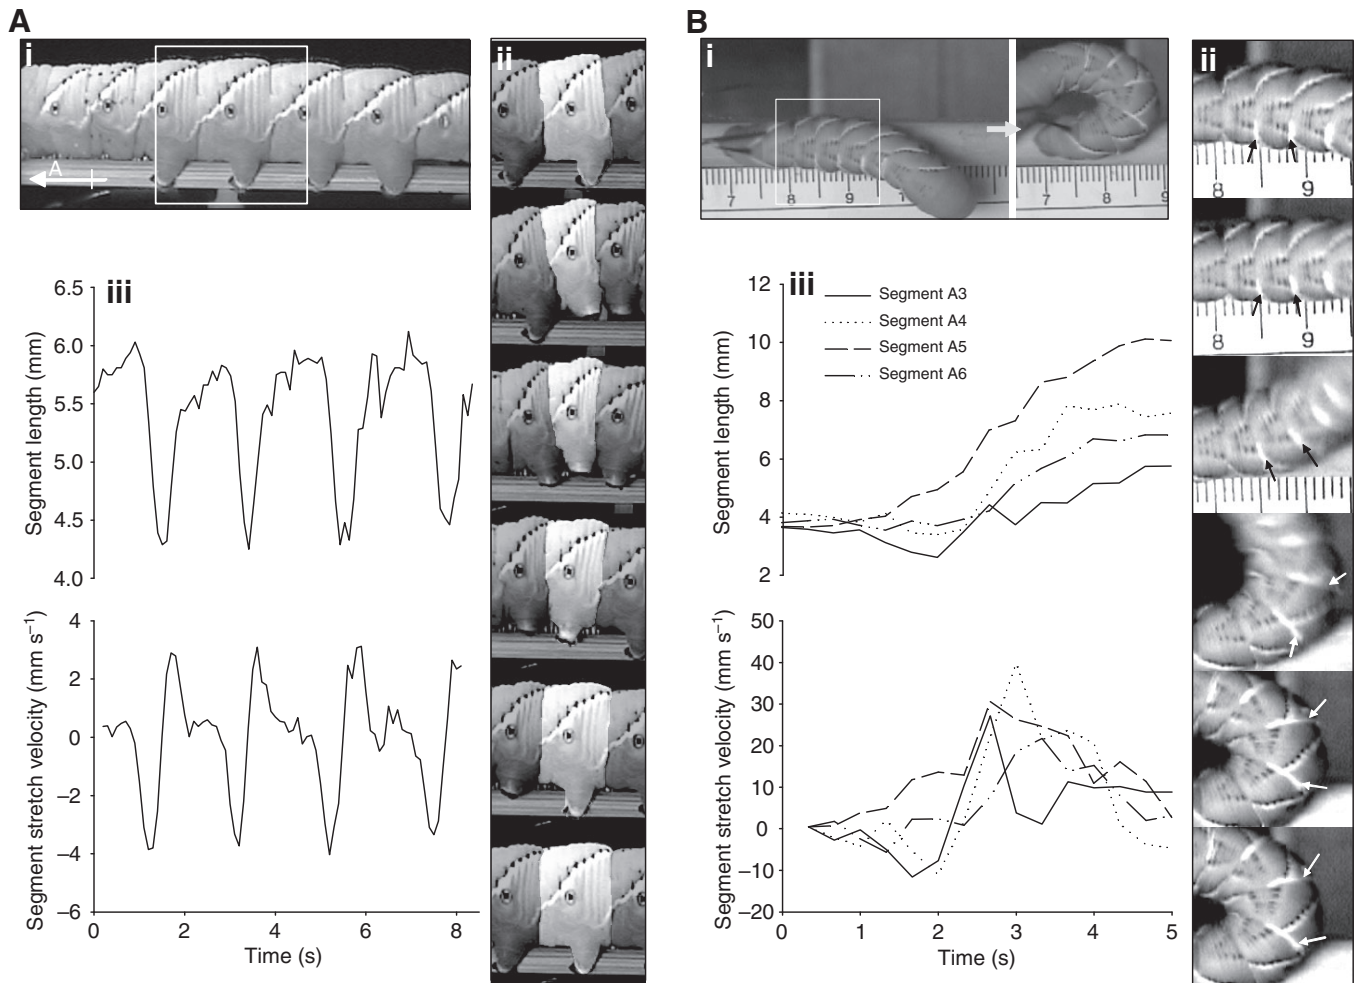 A
i
A
ii
iii
6.5
6.0
5.5
5.0
4.5
4.0
Segment length (mm)
4
2
0
–2
–4
–6
Segment stretch velocity (mm s–1)
0 2 4 6 8
Time (s)
B
i
7 8 9 1
7 8 9
ii
8 9
8 9
iii
12
10
8
6
4
2
Segment length (mm)
Segment A3
Segment A4
Segment A5
Segment A6
50
40
30
20
10
0
–10
–20
Segment stretch velocity (mm s–1)
0 1 2 3 4 5
Time (s)